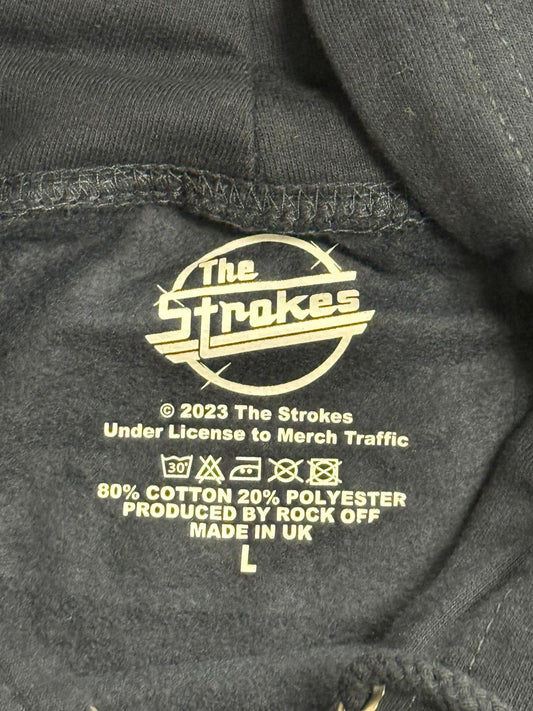 The
Strokes
© 2023 The Strokes
Under License to Merch Traffic
30°
80% COTTON 20% POLYESTER
PRODUCED BY ROCK OFF
MADE IN UK
L